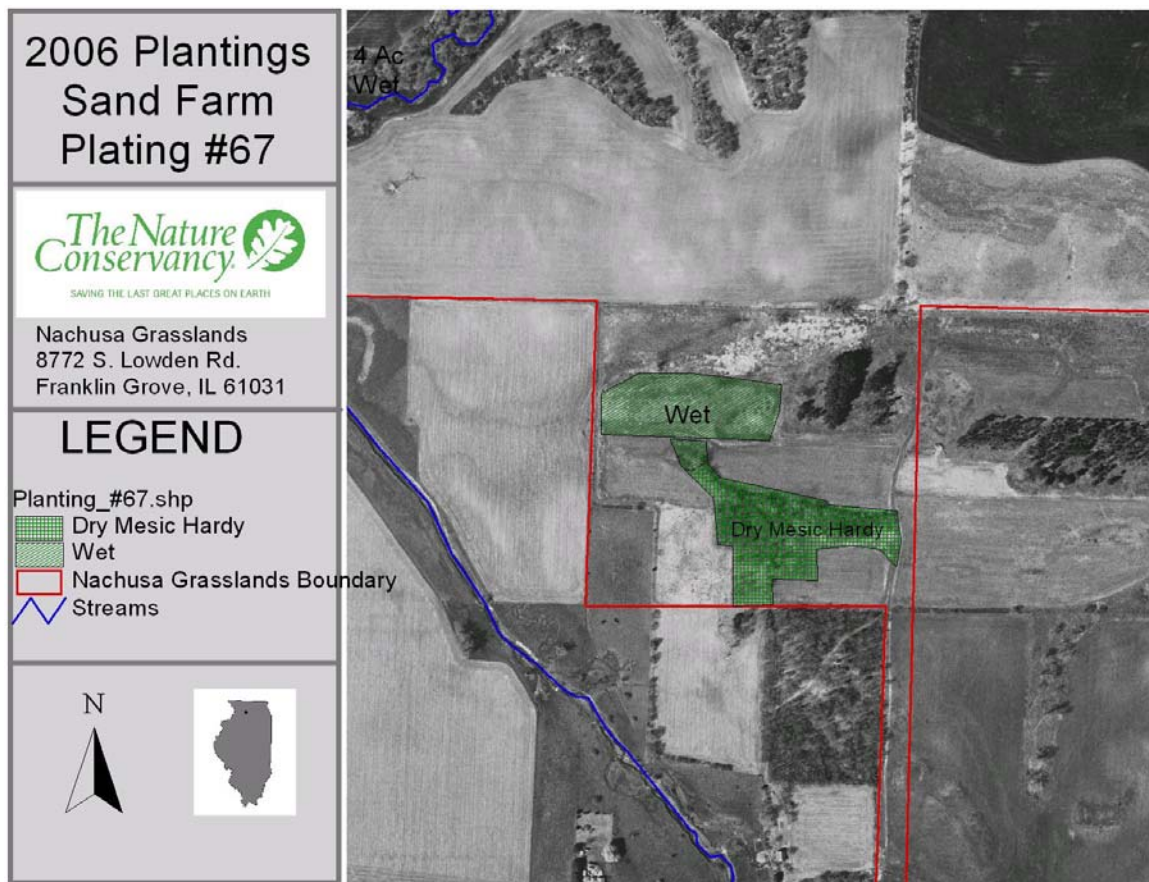 2006 Plantings
Sand Farm
Plating #67
The Nature
Conservancy
SAVING THE LAST GREAT PLACES ON EARTH
Nachusa Grasslands
8772 S. Lowden Rd.
Franklin Grove, IL 61031
LEGEND
Planting_#67.shp
Dry Mesic Hardy
Wet
Nachusa Grasslands Boundary
Streams
N
4 Ac
Wet
Wet
Dry Mesic Hardy